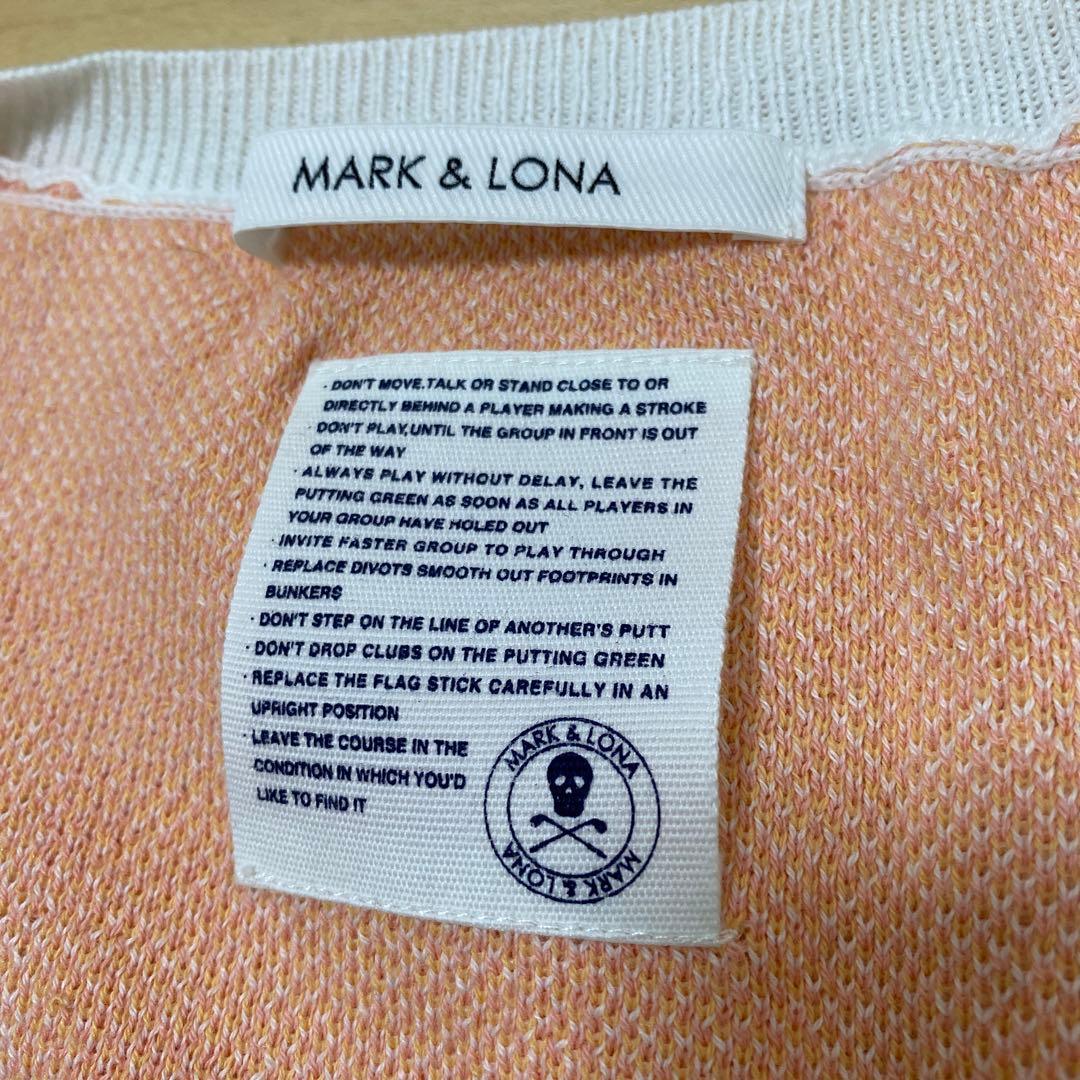 MARK & LONA
· DON'T MOVE.TALK OR STAND CLOSE TO OR
DIRECTLY BEHIND A PLAYER MAKING A STROKE
· DON'T PLAY,UNTIL THE GROUP IN FRONT IS OUT
OF THE WAY
· ALWAYS PLAY WITHOUT DELAY, LEAVE THE
PUTTING GREEN AS SOON AS ALL PLAYERS IN
YOUR GROUP HAVE HOLED OUT
· INVITE FASTER GROUP TO PLAY THROUGH
· REPLACE DIVOTS SMOOTH OUT FOOTPRINTS IN
BUNKERS
· DON'T STEP ON THE LINE OF ANOTHER'S PUTT
· DON'T DROP CLUBS ON THE PUTTING GREEN
· REPLACE THE FLAG STICK CAREFULLY IN AN
UPRIGHT POSITION
· LEAVE THE COURSE IN THE
CONDITION IN WHICH YOU'D
LIKE TO FIND IT
MARK & LONA
MARK & LONA